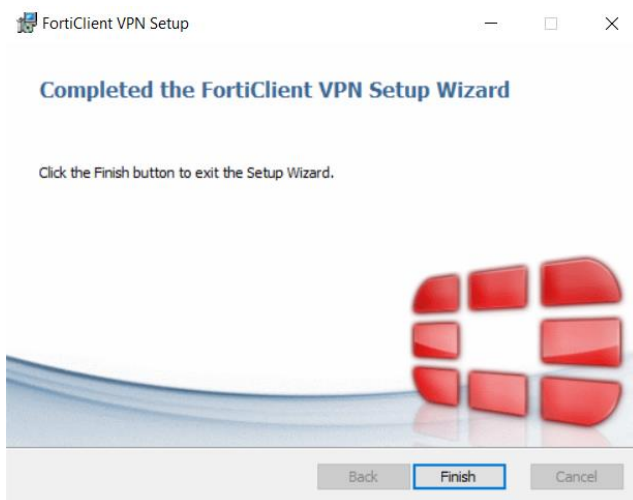 FortiClient VPN Setup
Completed the FortiClient VPN Setup Wizard
Click the Finish button to exit the Setup Wizard.
Back Finish Cancel